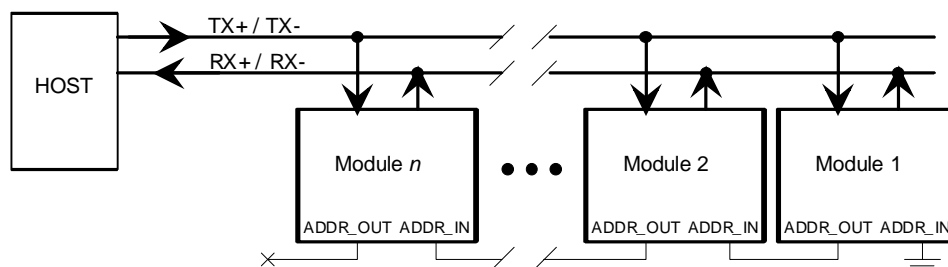 TX+ / TX-
RX+ / RX-
HOST
Module n
Module 2
Module 1
ADDR_OUT ADDR_IN
ADDR_OUT ADDR_IN
ADDR_OUT ADDR_IN